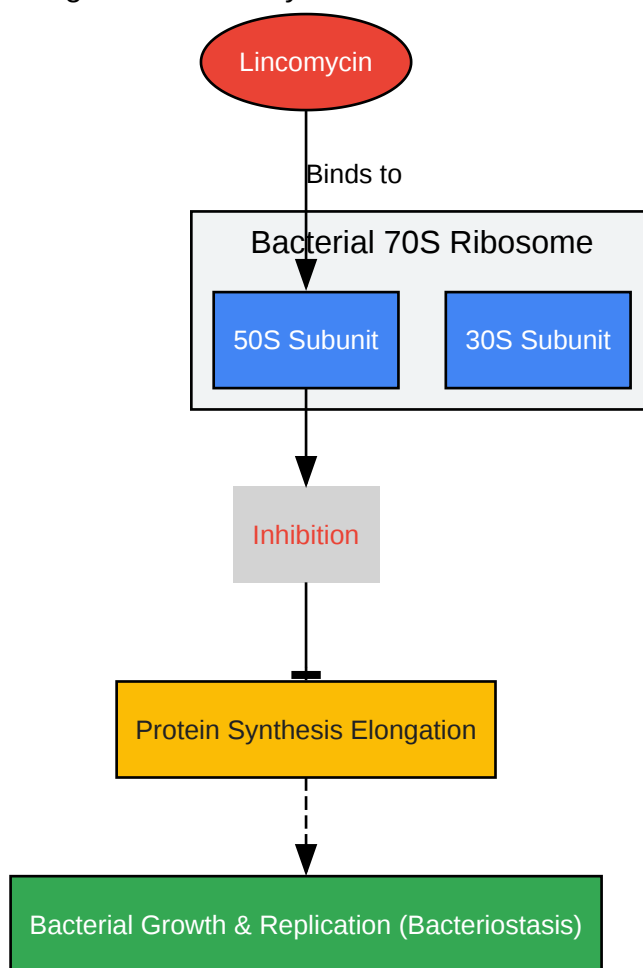 Lincomycin
Binds to
Bacterial 70S Ribosome
50S Subunit
30S Subunit
Inhibition
Protein Synthesis Elongation
Bacterial Growth & Replication (Bacteriostasis)